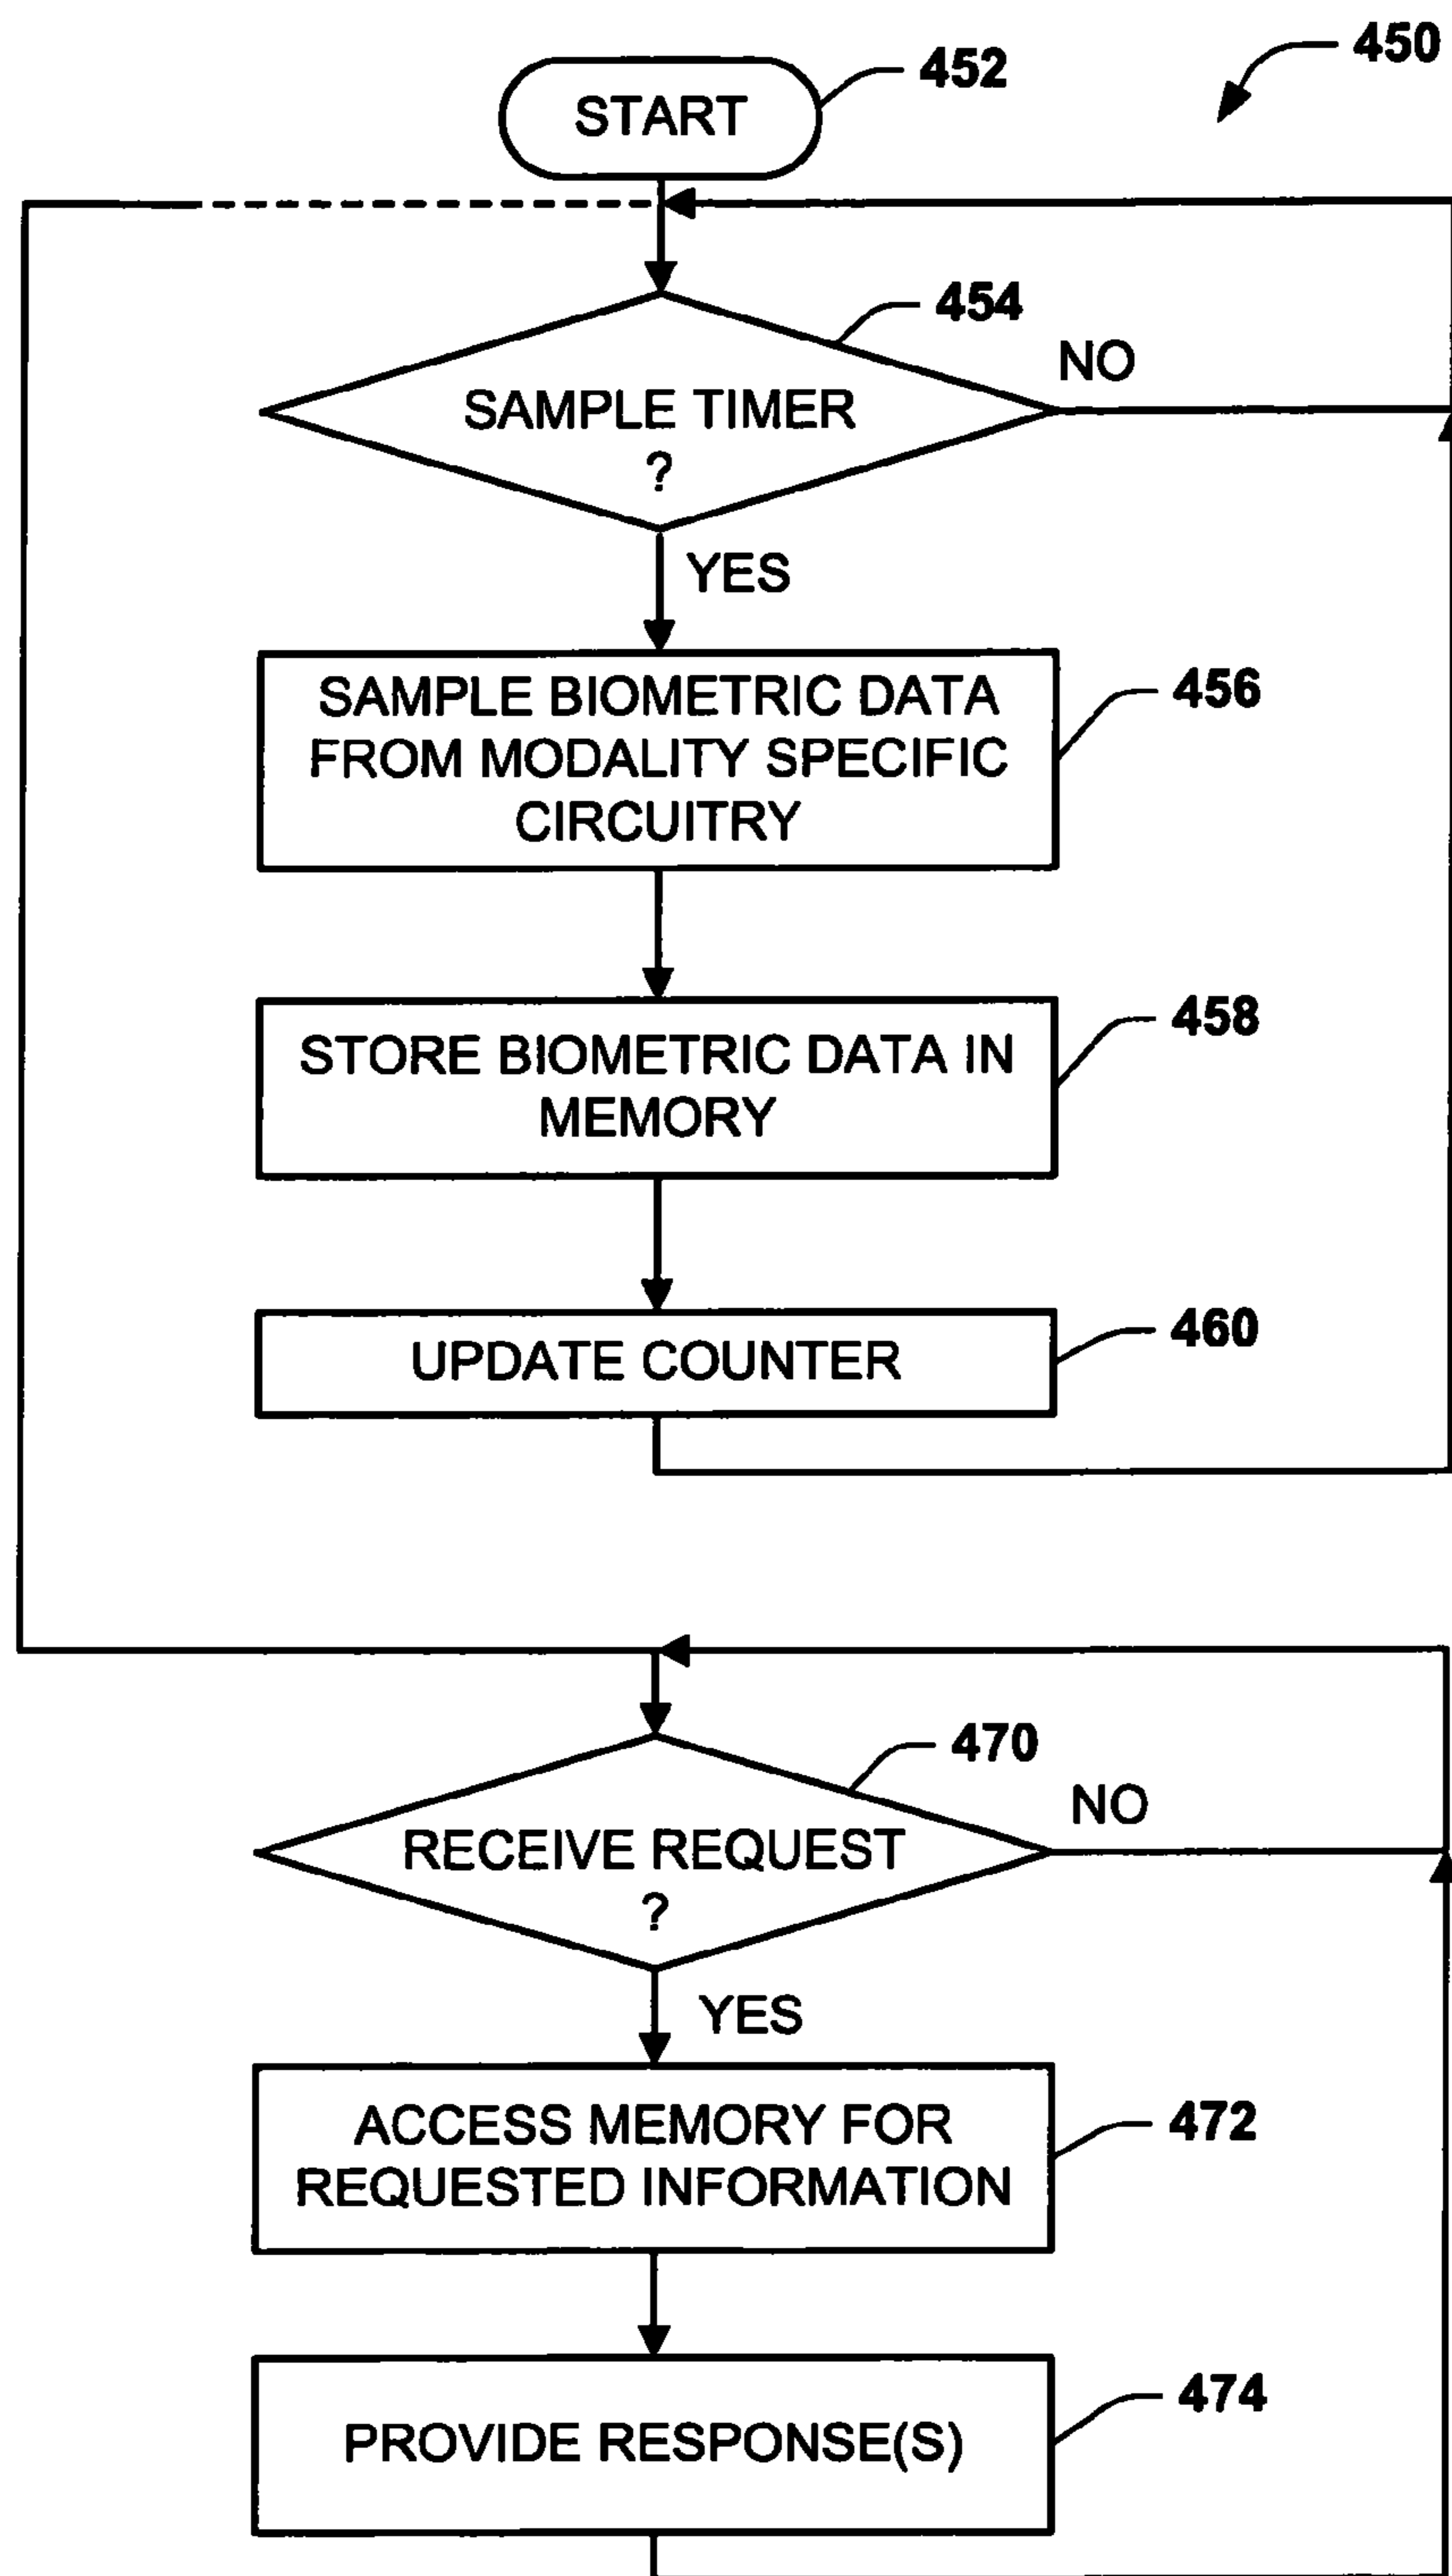 450
452
START
454
NO
SAMPLE TIMER
?
YES
SAMPLE BIOMETRIC DATA
FROM MODALITY SPECIFIC
CIRCUITRY
456
STORE BIOMETRIC DATA IN
MEMORY
458
UPDATE COUNTER
460
470
NO
RECEIVE REQUEST
?
YES
ACCESS MEMORY FOR
REQUESTED INFORMATION
472
PROVIDE RESPONSE(S)
474